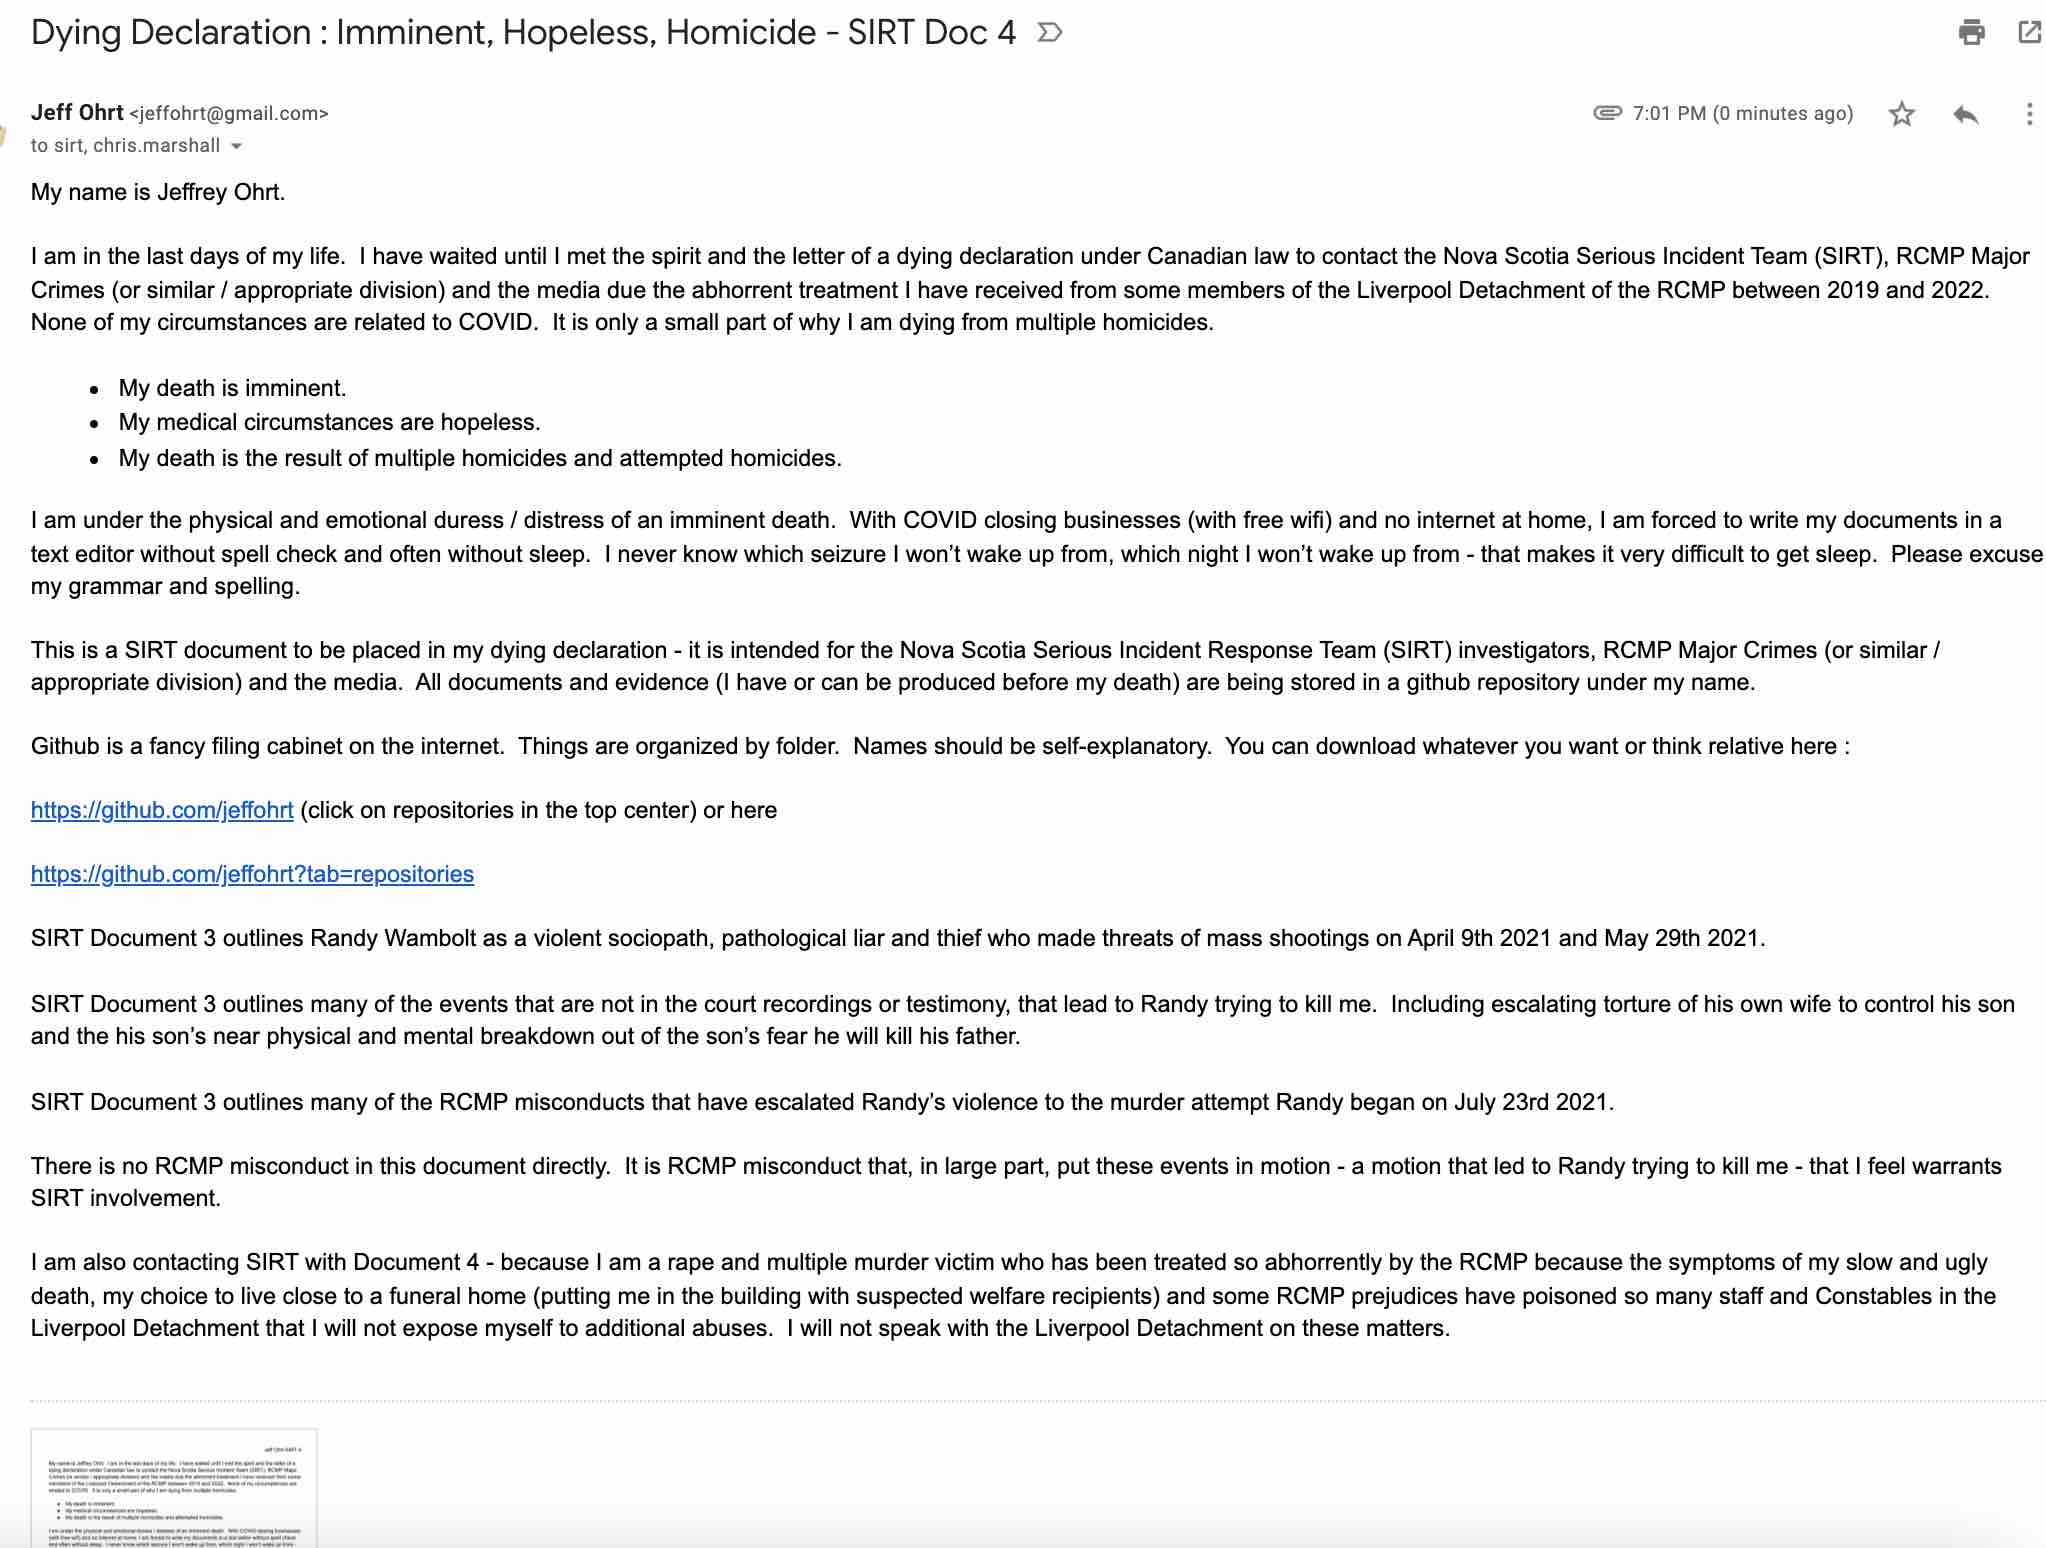 Dying Declaration : Imminent, Hopeless, Homicide - SIRT Doc 4
Jeff Ohrt <jeffohrt@gmail.com>
7:01 PM (0 minutes ago)
to sirt, chris.marshall
My name is Jeffrey Ohrt.
I am in the last days of my life.  I have waited until I met the spirit and the letter of a dying declaration under Canadian law to contact the Nova Scotia Serious Incident Team (SIRT), RCMP Major
Crimes (or similar / appropriate division) and the media due the abhorrent treatment I have received from some members of the Liverpool Detachment of the RCMP between 2019 and 2022.
None of my circumstances are related to COVID.  It is only a small part of why I am dying from multiple homicides.
• My death is imminent.
• My medical circumstances are hopeless.
• My death is the result of multiple homicides and attempted homicides.
I am under the physical and emotional duress / distress of an imminent death.  With COVID closing businesses (with free wifi) and no internet at home, I am forced to write my documents in a
text editor without spell check and often without sleep.  I never know which seizure I won’t wake up from, which night I won’t wake up from - that makes it very difficult to get sleep.  Please excuse
my grammar and spelling.
This is a SIRT document to be placed in my dying declaration - it is intended for the Nova Scotia Serious Incident Response Team (SIRT) investigators, RCMP Major Crimes (or similar /
appropriate division) and the media.  All documents and evidence (I have or can be produced before my death) are being stored in a github repository under my name.
Github is a fancy filing cabinet on the internet.  Things are organized by folder.  Names should be self-explanatory.  You can download whatever you want or think relative here :
https://github.com/jeffohrt (click on repositories in the top center) or here
https://github.com/jeffohrt?tab=repositories
SIRT Document 3 outlines Randy Wambolt as a violent sociopath, pathological liar and thief who made threats of mass shootings on April 9th 2021 and May 29th 2021.
SIRT Document 3 outlines many of the events that are not in the court recordings or testimony, that lead to Randy trying to kill me.  Including escalating torture of his own wife to control his son
and the his son’s near physical and mental breakdown out of the son’s fear he will kill his father.
SIRT Document 3 outlines many of the RCMP misconducts that have escalated Randy’s violence to the murder attempt Randy began on July 23rd 2021.
There is no RCMP misconduct in this document directly.  It is RCMP misconduct that, in large part, put these events in motion - a motion that led to Randy trying to kill me - that I feel warrants
SIRT involvement.
I am also contacting SIRT with Document 4 - because I am a rape and multiple murder victim who has been treated so abhorrently by the RCMP because the symptoms of my slow and ugly
death, my choice to live close to a funeral home (putting me in the building with suspected welfare recipients) and some RCMP prejudices have poisoned so many staff and Constables in the
Liverpool Detachment that I will not expose myself to additional abuses.  I will not speak with the Liverpool Detachment on these matters.